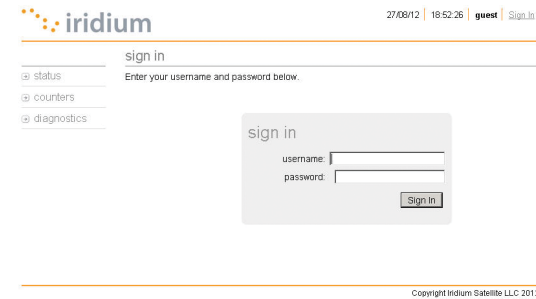 iridium
27/08/12 18:52:26 guest Sign In
sign in
status
counters
diagnostics
Enter your username and password below.
sign in
username:
password:
Sign In
Copyright Iridium Satellite LLC 201